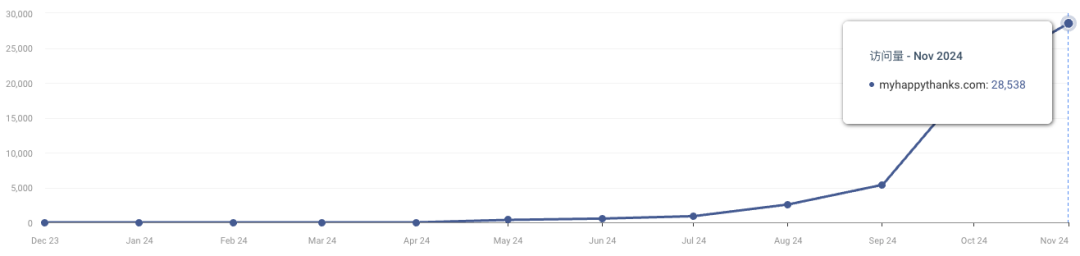 30,000
25,000
20,000
15,000
10,000
5,000
0
访问量 - Nov 2024
myhappythanks.com: 28,538
Dec 23 Jan 24 Feb 24 Mar 24 Apr 24 May 24 Jun 24 Jul 24 Aug 24 Sep 24 Oct 24 Nov 24